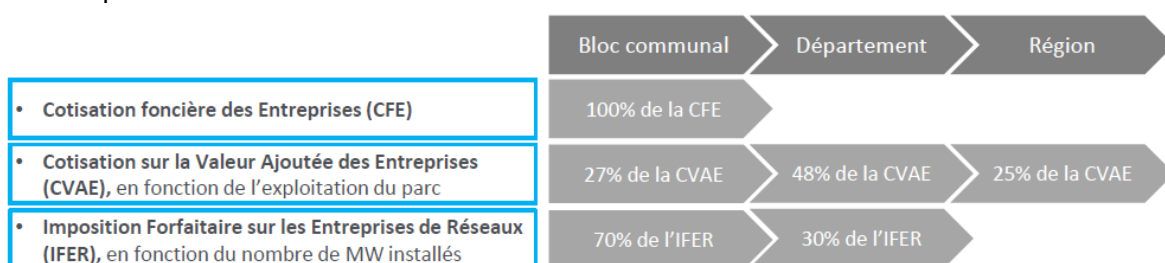 Bloc communal
Département
Région
• Cotisation foncière des Entreprises (CFE)
100% de la CFE
• Cotisation sur la Valeur Ajoutée des Entreprises
(CVAE), en fonction de l'exploitation du parc
27% de la CVAE
48% de la CVAE
25% de la CVAE
• Imposition Forfaitaire sur les Entreprises de Réseaux
(IFER), en fonction du nombre de MW installés
70% de l'IFER
30% de l'IFER